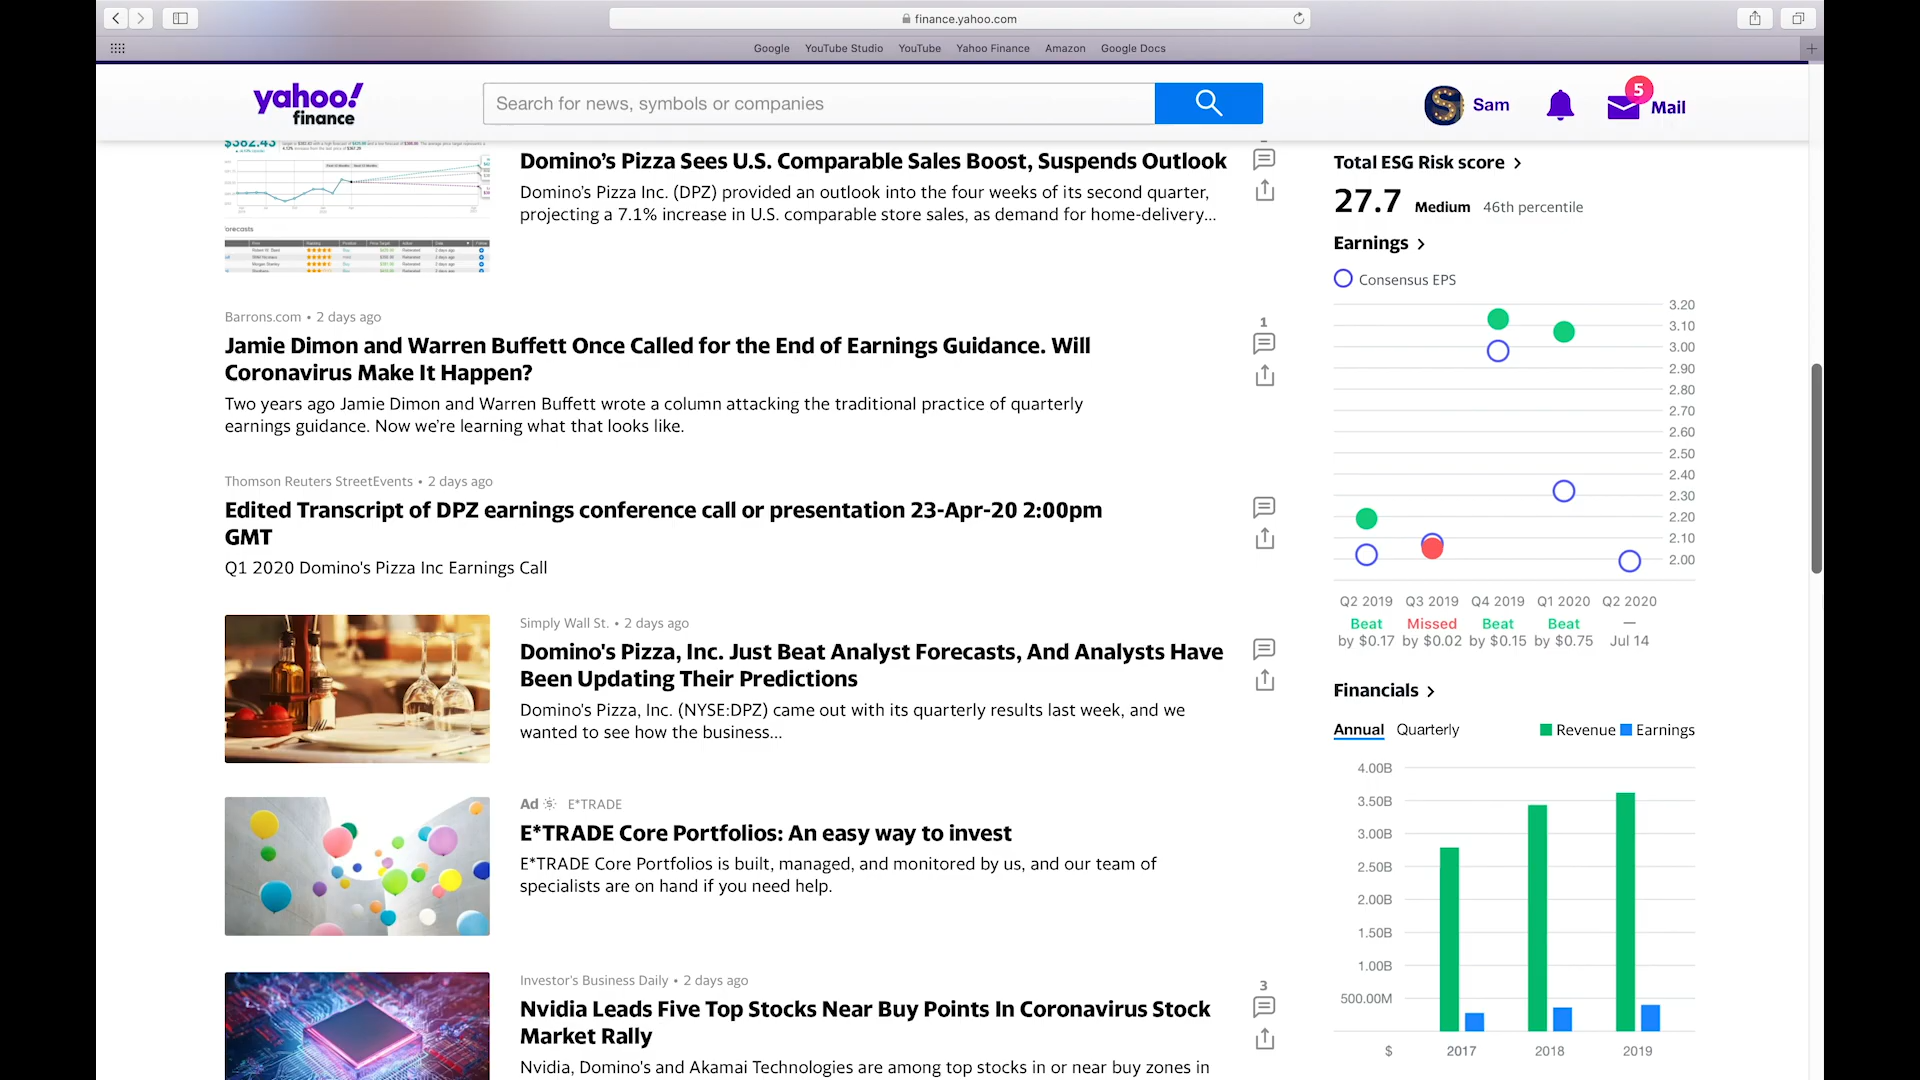 finance.yahoo.com
Google YouTube Studio YouTube Yahoo Finance Amazon Google Docs
yahoo!
finance
Search for news, symbols or companies
Sam
5
Mail
Domino's Pizza Sees U.S. Comparable Sales Boost, Suspends Outlook
Domino's Pizza Inc. (DPZ) provided an outlook into the four weeks of its second quarter,
projecting a 7.1% increase in U.S. comparable store sales, as demand for home-delivery...
Barrons.com • 2 days ago
Jamie Dimon and Warren Buffett Once Called for the End of Earnings Guidance. Will
Coronavirus Make It Happen?
Two years ago Jamie Dimon and Warren Buffett wrote a column attacking the traditional practice of quarterly
earnings guidance. Now we're learning what that looks like.
1
Thomson Reuters StreetEvents • 2 days ago
Edited Transcript of DPZ earnings conference call or presentation 23-Apr-20 2:00pm
GMT
Q1 2020 Domino's Pizza Inc Earnings Call
Simply Wall St. • 2 days ago
Domino's Pizza, Inc. Just Beat Analyst Forecasts, And Analysts Have
Been Updating Their Predictions
Domino's Pizza, Inc. (NYSE:DPZ) came out with its quarterly results last week, and we
wanted to see how the business...
Ad E*TRADE
E*TRADE Core Portfolios: An easy way to invest
E*TRADE Core Portfolios is built, managed, and monitored by us, and our team of
specialists are on hand if you need help.
Investor's Business Daily • 2 days ago
Nvidia Leads Five Top Stocks Near Buy Points In Coronavirus Stock
Market Rally
Nvidia, Domino's and Akamai Technologies are among top stocks in or near buy zones in
3
Total ESG Risk score
27.7 Medium 46th percentile
Earnings
Consensus EPS
3.20
3.10
3.00
2.90
2.80
2.70
2.60
2.50
2.40
2.30
2.20
2.10
2.00
Q2 2019 Q3 2019 Q4 2019 Q1 2020 Q2 2020
Beat Missed Beat Beat —
by $0.17 by $0.02 by $0.15 by $0.75 Jul 14
Financials
Annual Quarterly Revenue Earnings
4.00B
3.50B
3.00B
2.50B
2.00B
1.50B
1.00B
500.00M
$ 2017 2018 2019